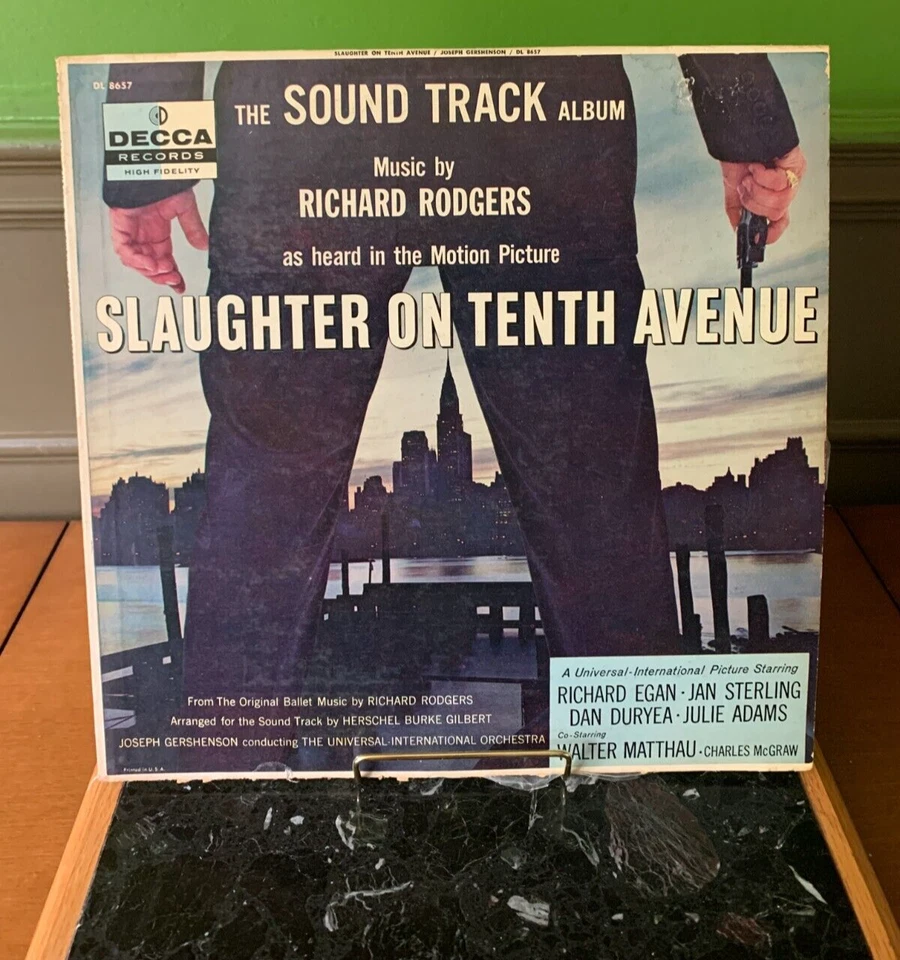 SLAUGHTER ON TENTH AVENUE / JOSEPH GERSHENSON / DL 8657
DL 8657
DECCA
RECORDS
HIGH FIDELITY
THE SOUND TRACK ALBUM
Music by
RICHARD RODGERS
as heard in the Motion Picture
SLAUGHTER ON TENTH AVENUE
From The Original Ballet Music by RICHARD RODGERS
Arranged for the Sound Track by HERSCHEL BURKE GILBERT
JOSEPH GERSHENSON conducting THE UNIVERSAL-INTERNATIONAL ORCHESTRA
A Universal-International Picture Starring
RICHARD EGAN · JAN STERLING
DAN DURYEA · JULIE ADAMS
Co-Starring
WALTER MATTHAU · CHARLES McGRAW
Printed in U. S. A.